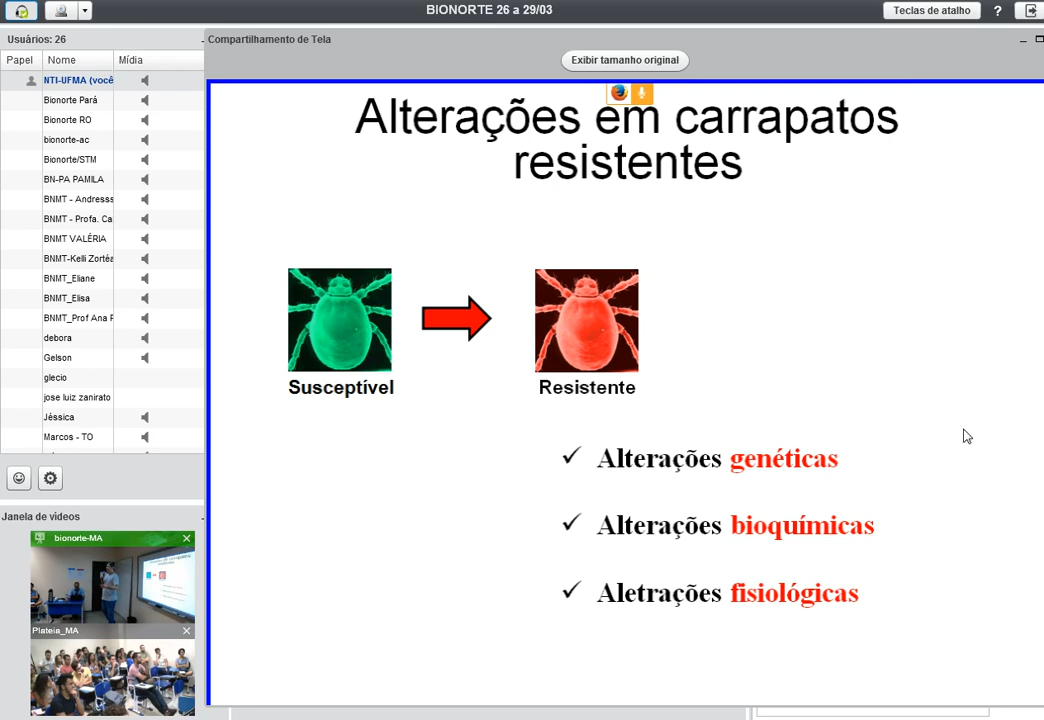 BIONORTE 26 a 29/03
Teclas de atalho
?
Usuários: 26
Compartilhamento de Tela
Papel Nome Mídia
Exibir tamanho original
NTI-UFMA (você
Bionorte Pará
Bionorte RO
bionorte-ac
Bionorte/STM
BN-PA PAMILA
BNMT - Andresss
BNMT - Profa. Ca
BNMT VALÉRIA
BNMT-Kelli Zortéa
BNMT_Eliane
BNMT_Elisa
BNMT_Prof Ana F
debora
Gelson
glecio
jose luiz zanirato
Jéssica
Marcos - TO
Alterações em carrapatos
resistentes
Susceptível
Resistente
Alterações genéticas
Alterações bioquímicas
Aletrações fisiológicas
Janela de videos
bionorte-MA
Plateia_MA